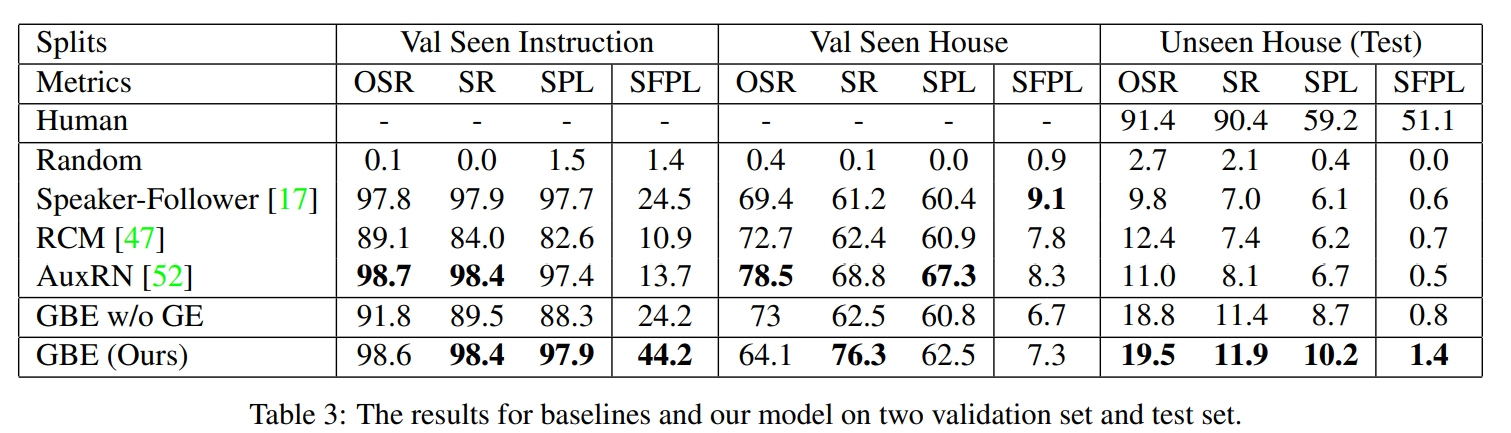 Splits Val Seen Instruction Val Seen House Unseen House (Test)
Metrics OSR SR SPL SFPL OSR SR SPL SFPL OSR SR SPL SFPL
Human - - - - - - - - 91.4 90.4 59.2 51.1
Random 0.1 0.0 1.5 1.4 0.4 0.1 0.0 0.9 2.7 2.1 0.4 0.0
Speaker-Follower [17] 97.8 97.9 97.7 24.5 69.4 61.2 60.4 9.1 9.8 7.0 6.1 0.6
RCM [47] 89.1 84.0 82.6 10.9 72.7 62.4 60.9 7.8 12.4 7.4 6.2 0.7
AuxRN [52] 98.7 98.4 97.4 13.7 78.5 68.8 67.3 8.3 11.0 8.1 6.7 0.5
GBE w/o GE 91.8 89.5 88.3 24.2 73 62.5 60.8 6.7 18.8 11.4 8.7 0.8
GBE (Ours) 98.6 98.4 97.9 44.2 64.1 76.3 62.5 7.3 19.5 11.9 10.2 1.4
Table 3: The results for baselines and our model on two validation set and test set.